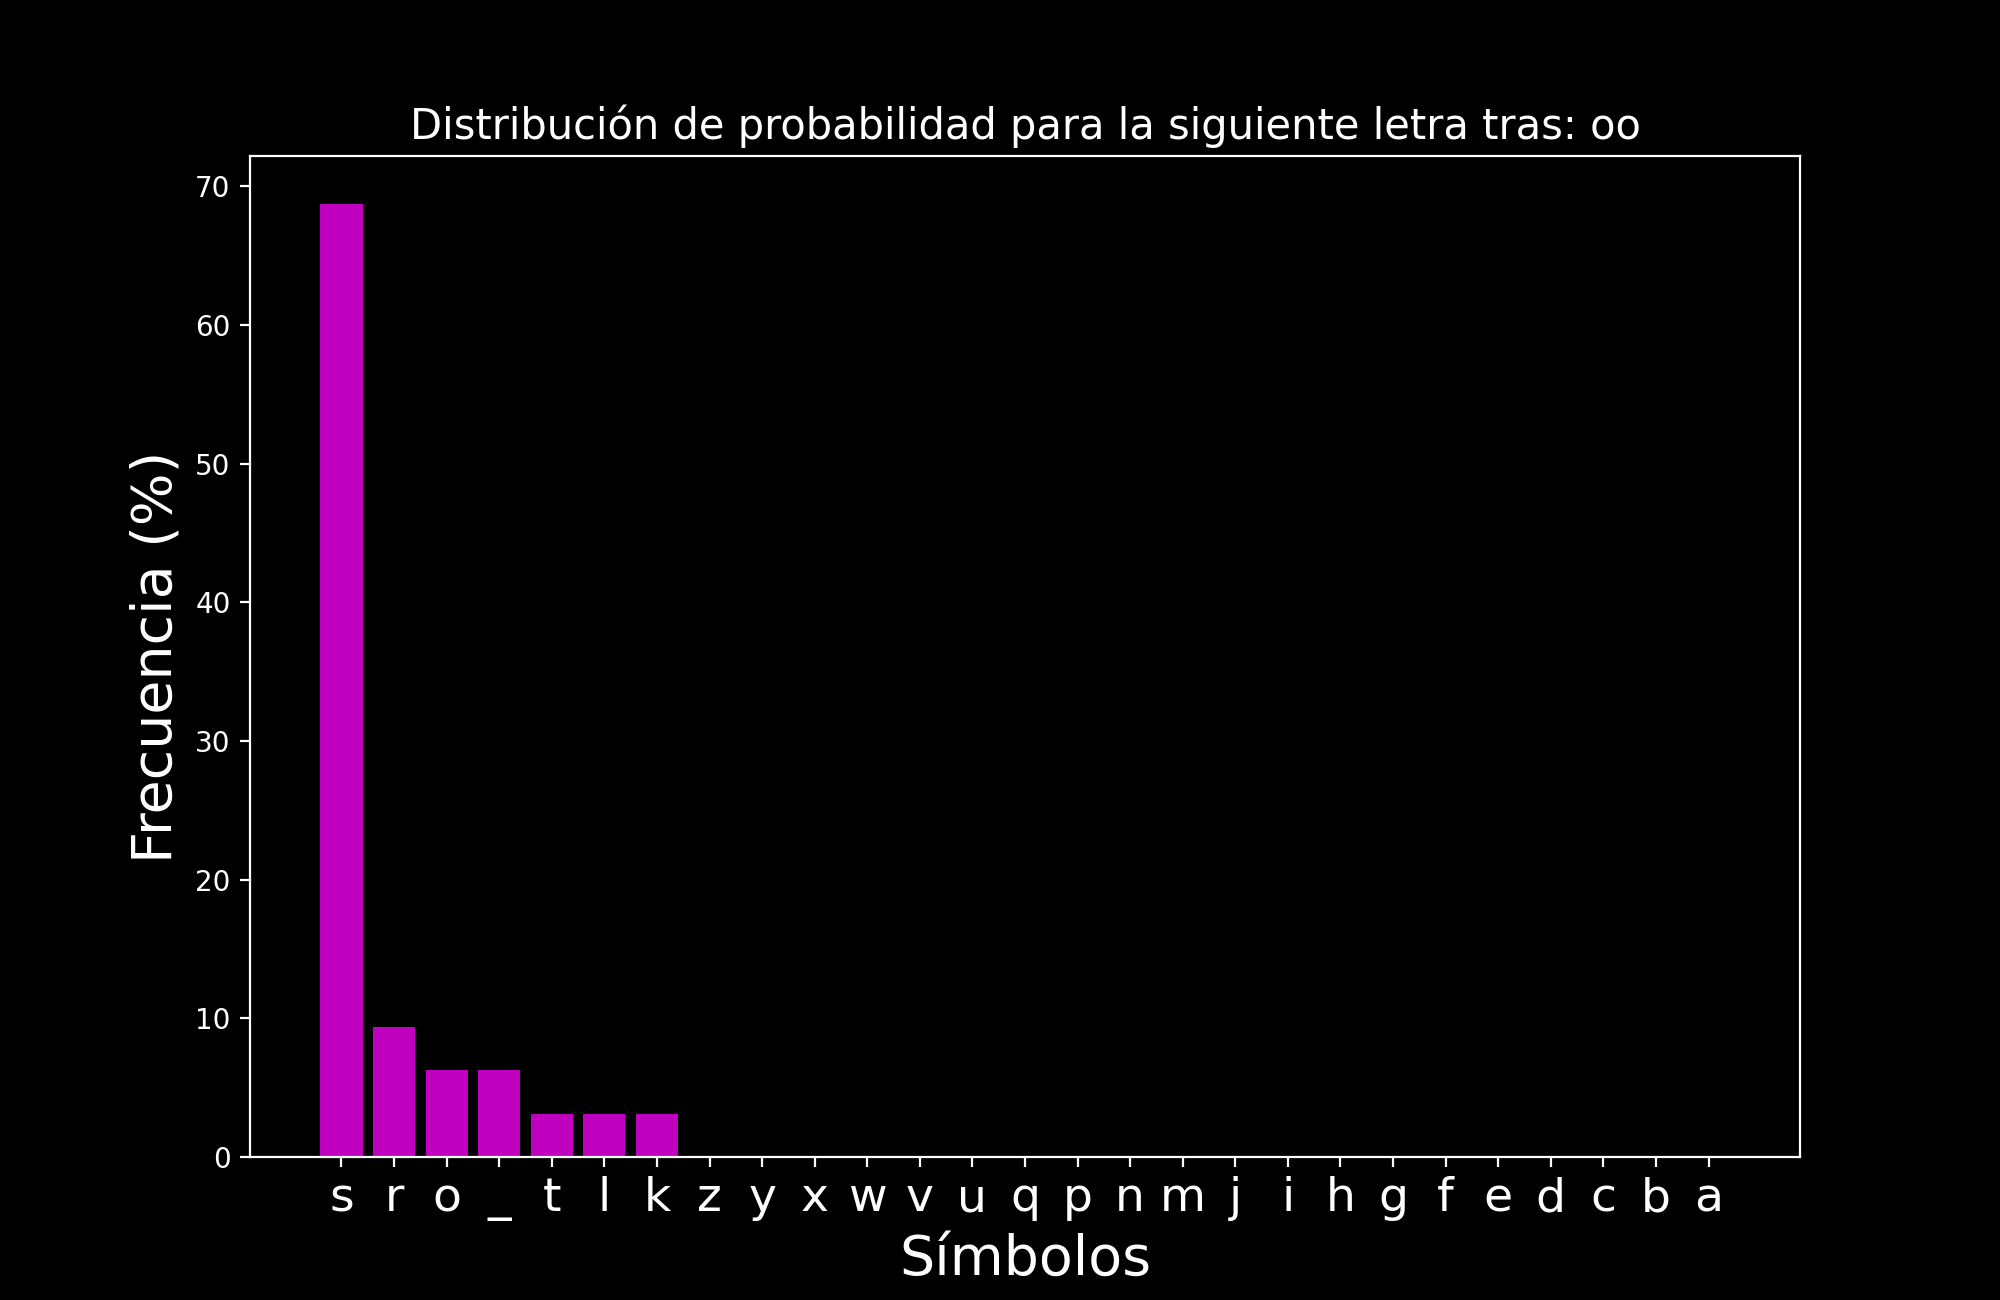 Distribución de probabilidad para la siguiente letra tras: oo
70
60
50
40
30
20
10
0
Frecuencia (%)
s r o _ t l k z y x w v u q p n m j i h g f e d c b a
Símbolos